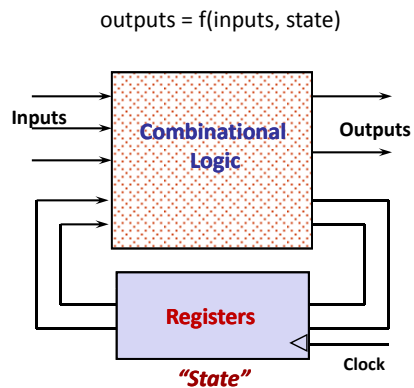 outputs = f(inputs, state)
Inputs
Combinational
Logic
Outputs
Registers
Clock
“State”